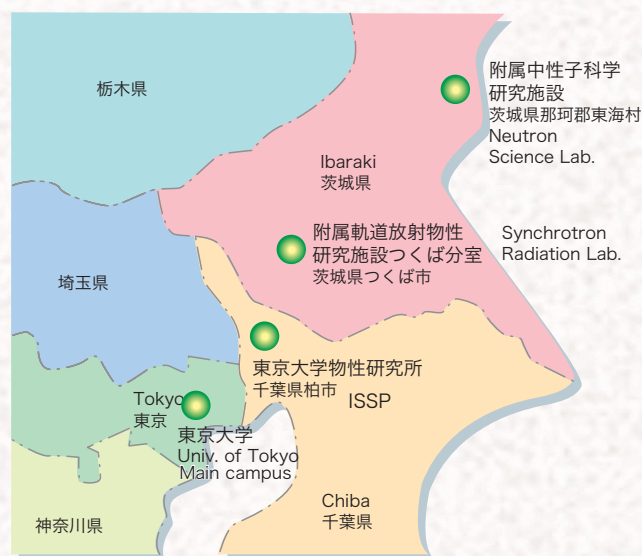 栃木県
附属中性子科学
研究施設
茨城県那珂郡東海村
Neutron
Science Lab.
Ibaraki
茨城県
附属軌道放射物性
研究施設つくば分室
茨城県つくば市
Synchrotron
Radiation Lab.
埼玉県
東京大学物性研究所
千葉県柏市
ISSP
Tokyo
東京
東京大学
Univ. of Tokyo
Main campus
Chiba
千葉県
神奈川県